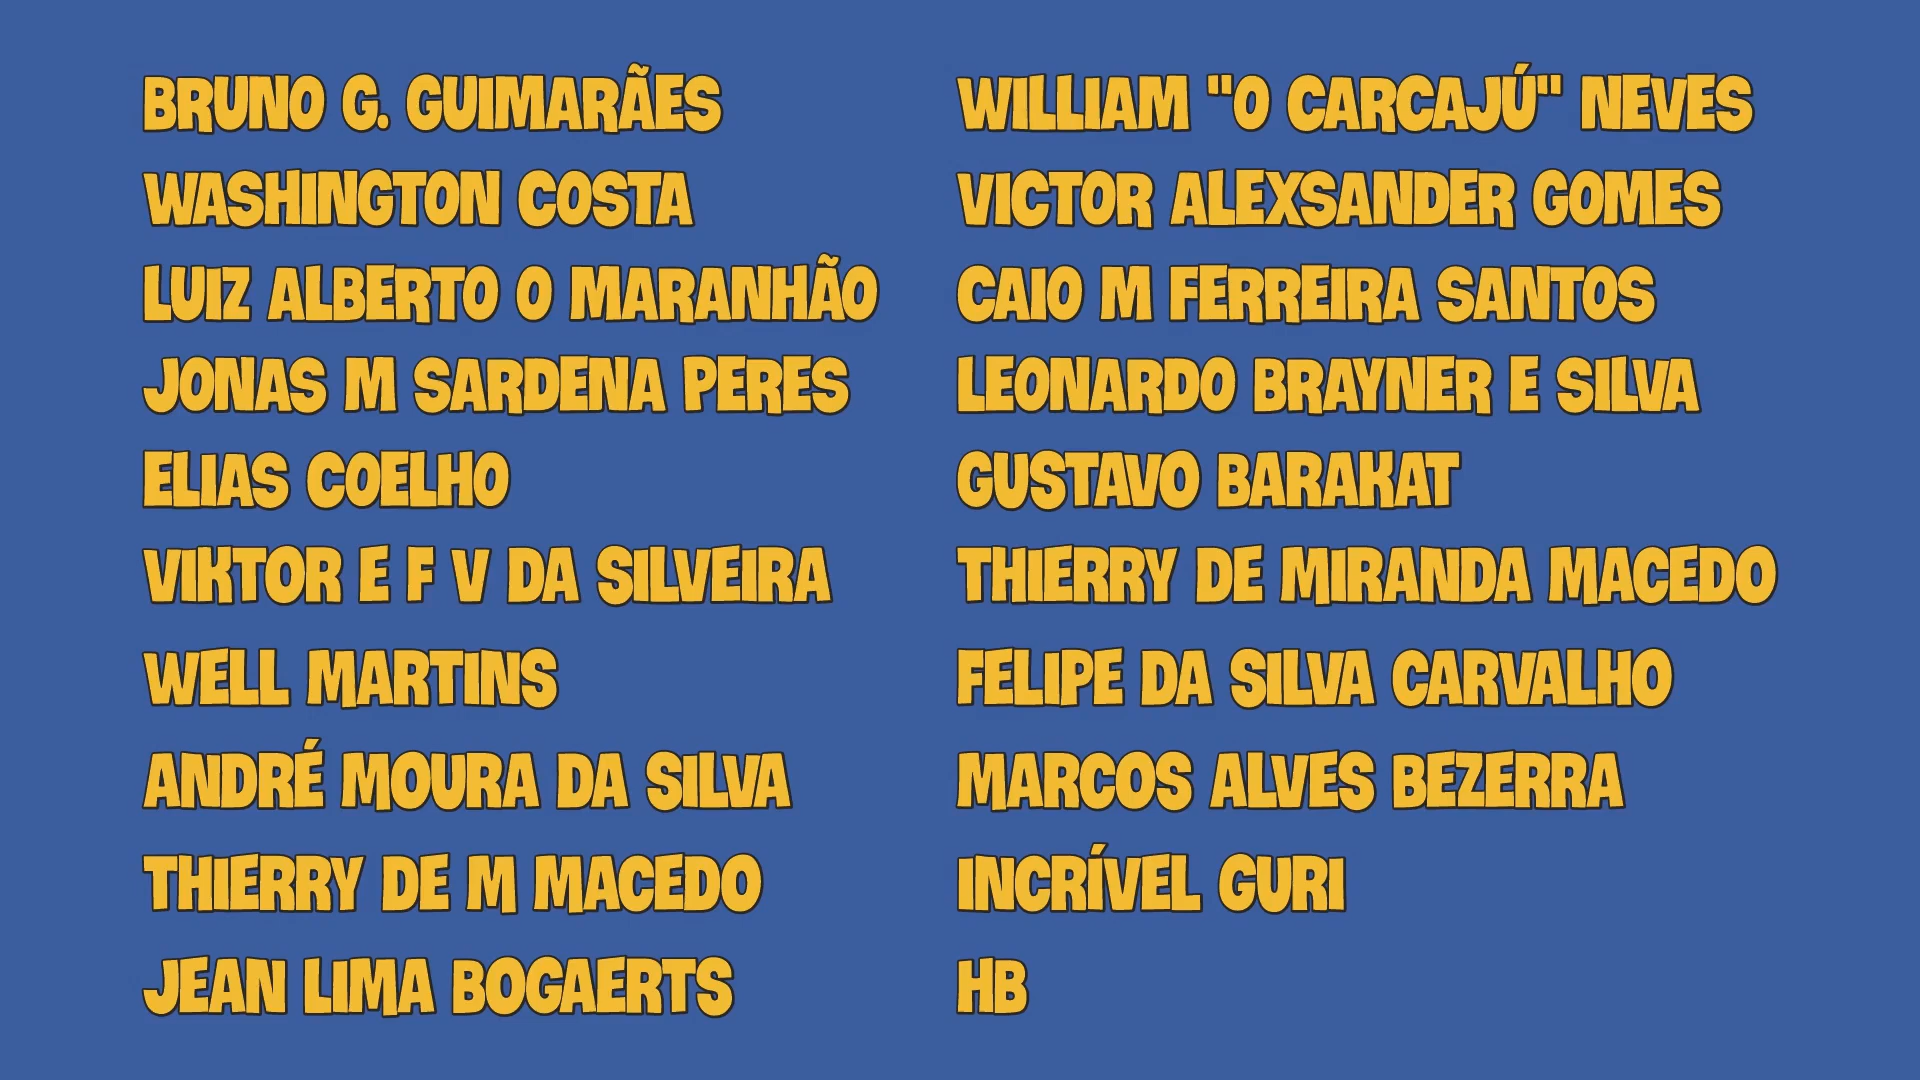 BRUNO G. GUIMARÃES
WASHINGTON COSTA
LUIZ ALBERTO O MARANHÃO
JONAS M SARDENA PERES
ELIAS COELHO
VIKTOR E F V DA SILVEIRA
WELL MARTINS
ANDRÉ MOURA DA SILVA
THIERRY DE M MACEDO
JEAN LIMA BOGAERTS
WILLIAM "O CARCAJÚ" NEVES
VICTOR ALEXSANDER GOMES
CAIO M FERREIRA SANTOS
LEONARDO BRAYNER E SILVA
GUSTAVO BARAKAT
THIERRY DE MIRANDA MACEDO
FELIPE DA SILVA CARVALHO
MARCOS ALVES BEZERRA
INCRÍVEL GURI
HB